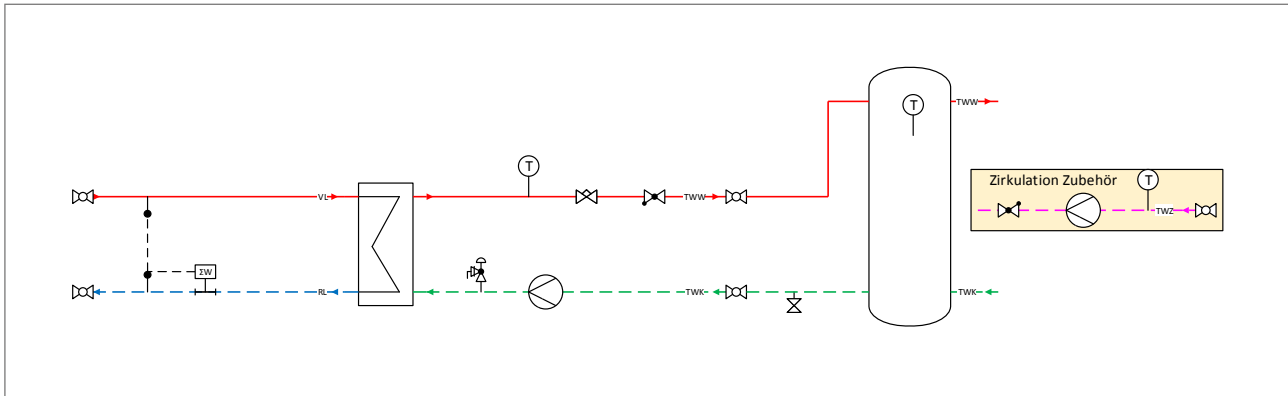 T
TWW
Zirkulation Zubehör
T
T
VL
TWW
TWZ
ΣW
RL
TWK
TWK